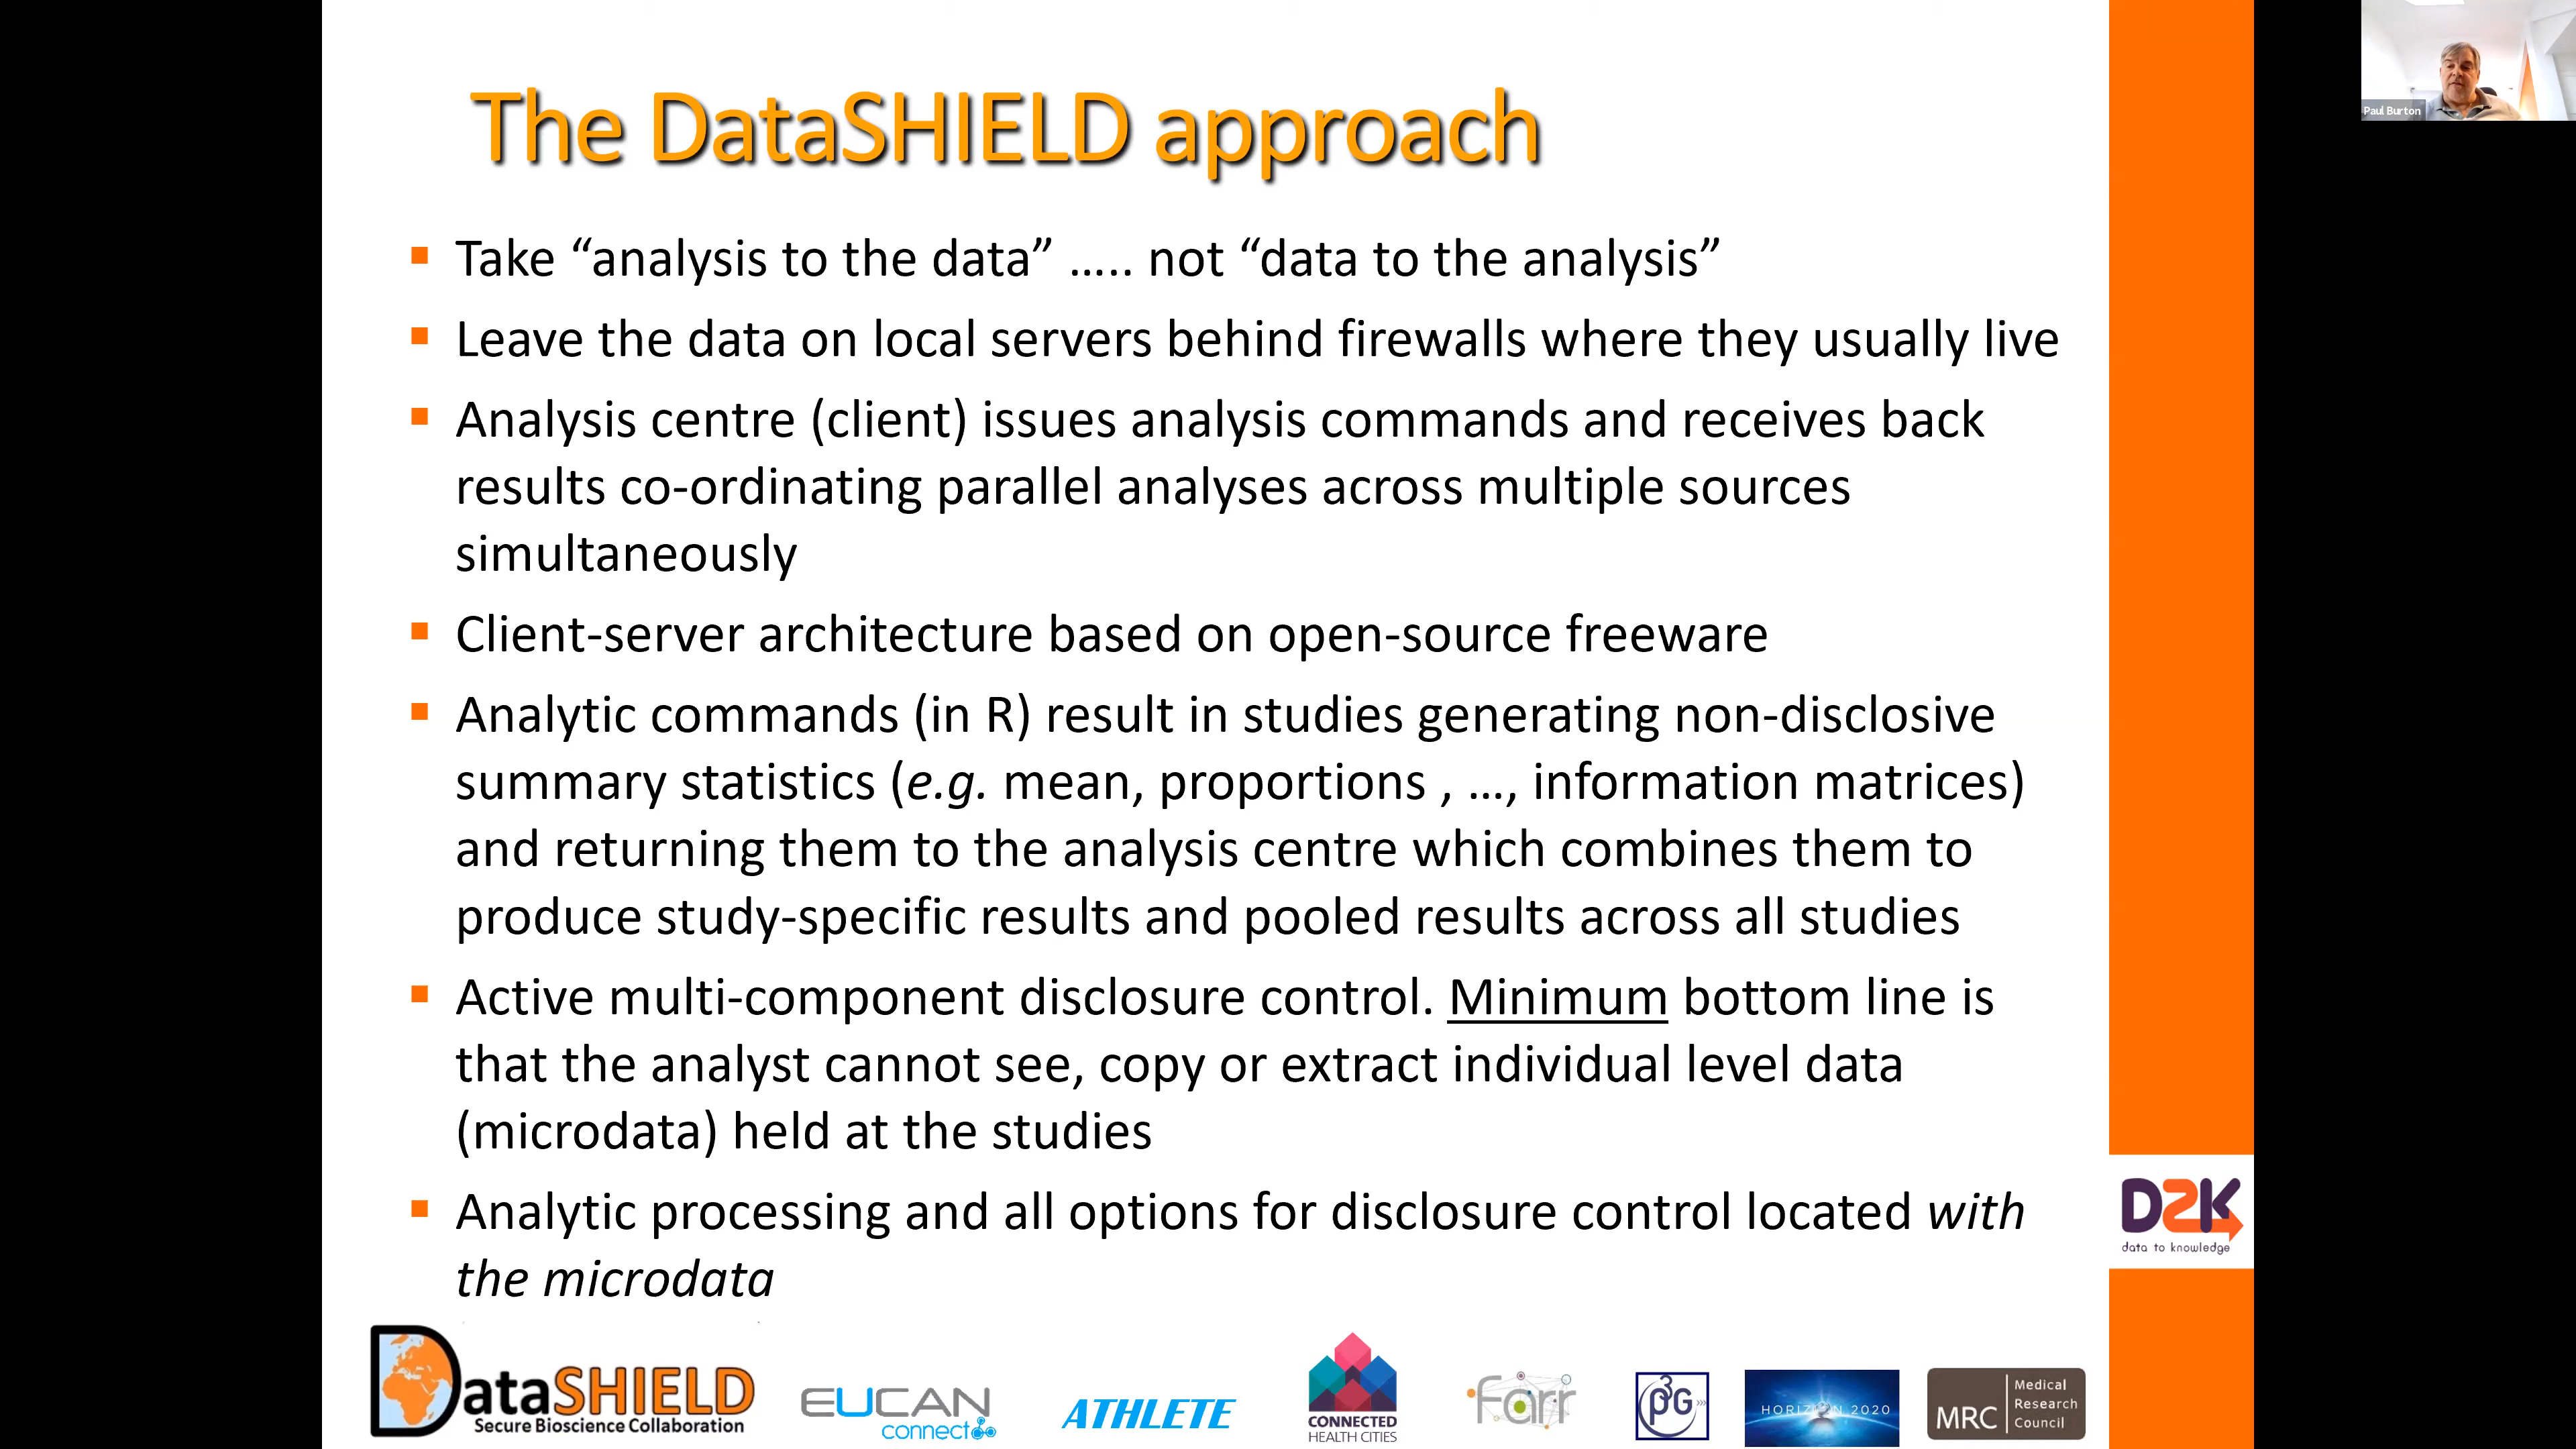 The DataSHIELD approach
Paul Burton
Take “analysis to the data” ….. not “data to the analysis”
Leave the data on local servers behind firewalls where they usually live
Analysis centre (client) issues analysis commands and receives back
results co-ordinating parallel analyses across multiple sources
simultaneously
Client-server architecture based on open-source freeware
Analytic commands (in R) result in studies generating non-disclosive
summary statistics (e.g. mean, proportions , …, information matrices)
and returning them to the analysis centre which combines them to
produce study-specific results and pooled results across all studies
Active multi-component disclosure control. Minimum bottom line is
that the analyst cannot see, copy or extract individual level data
(microdata) held at the studies
Analytic processing and all options for disclosure control located with
the microdata
D2K
data to knowledge
DataSHIELD
Secure Bioscience Collaboration
EUCAN
connect
ATHLETE
CONNECTED
HEALTH CITIES
Farr
P3G
HORIZON 2020
MRC
Medical
Research
Council